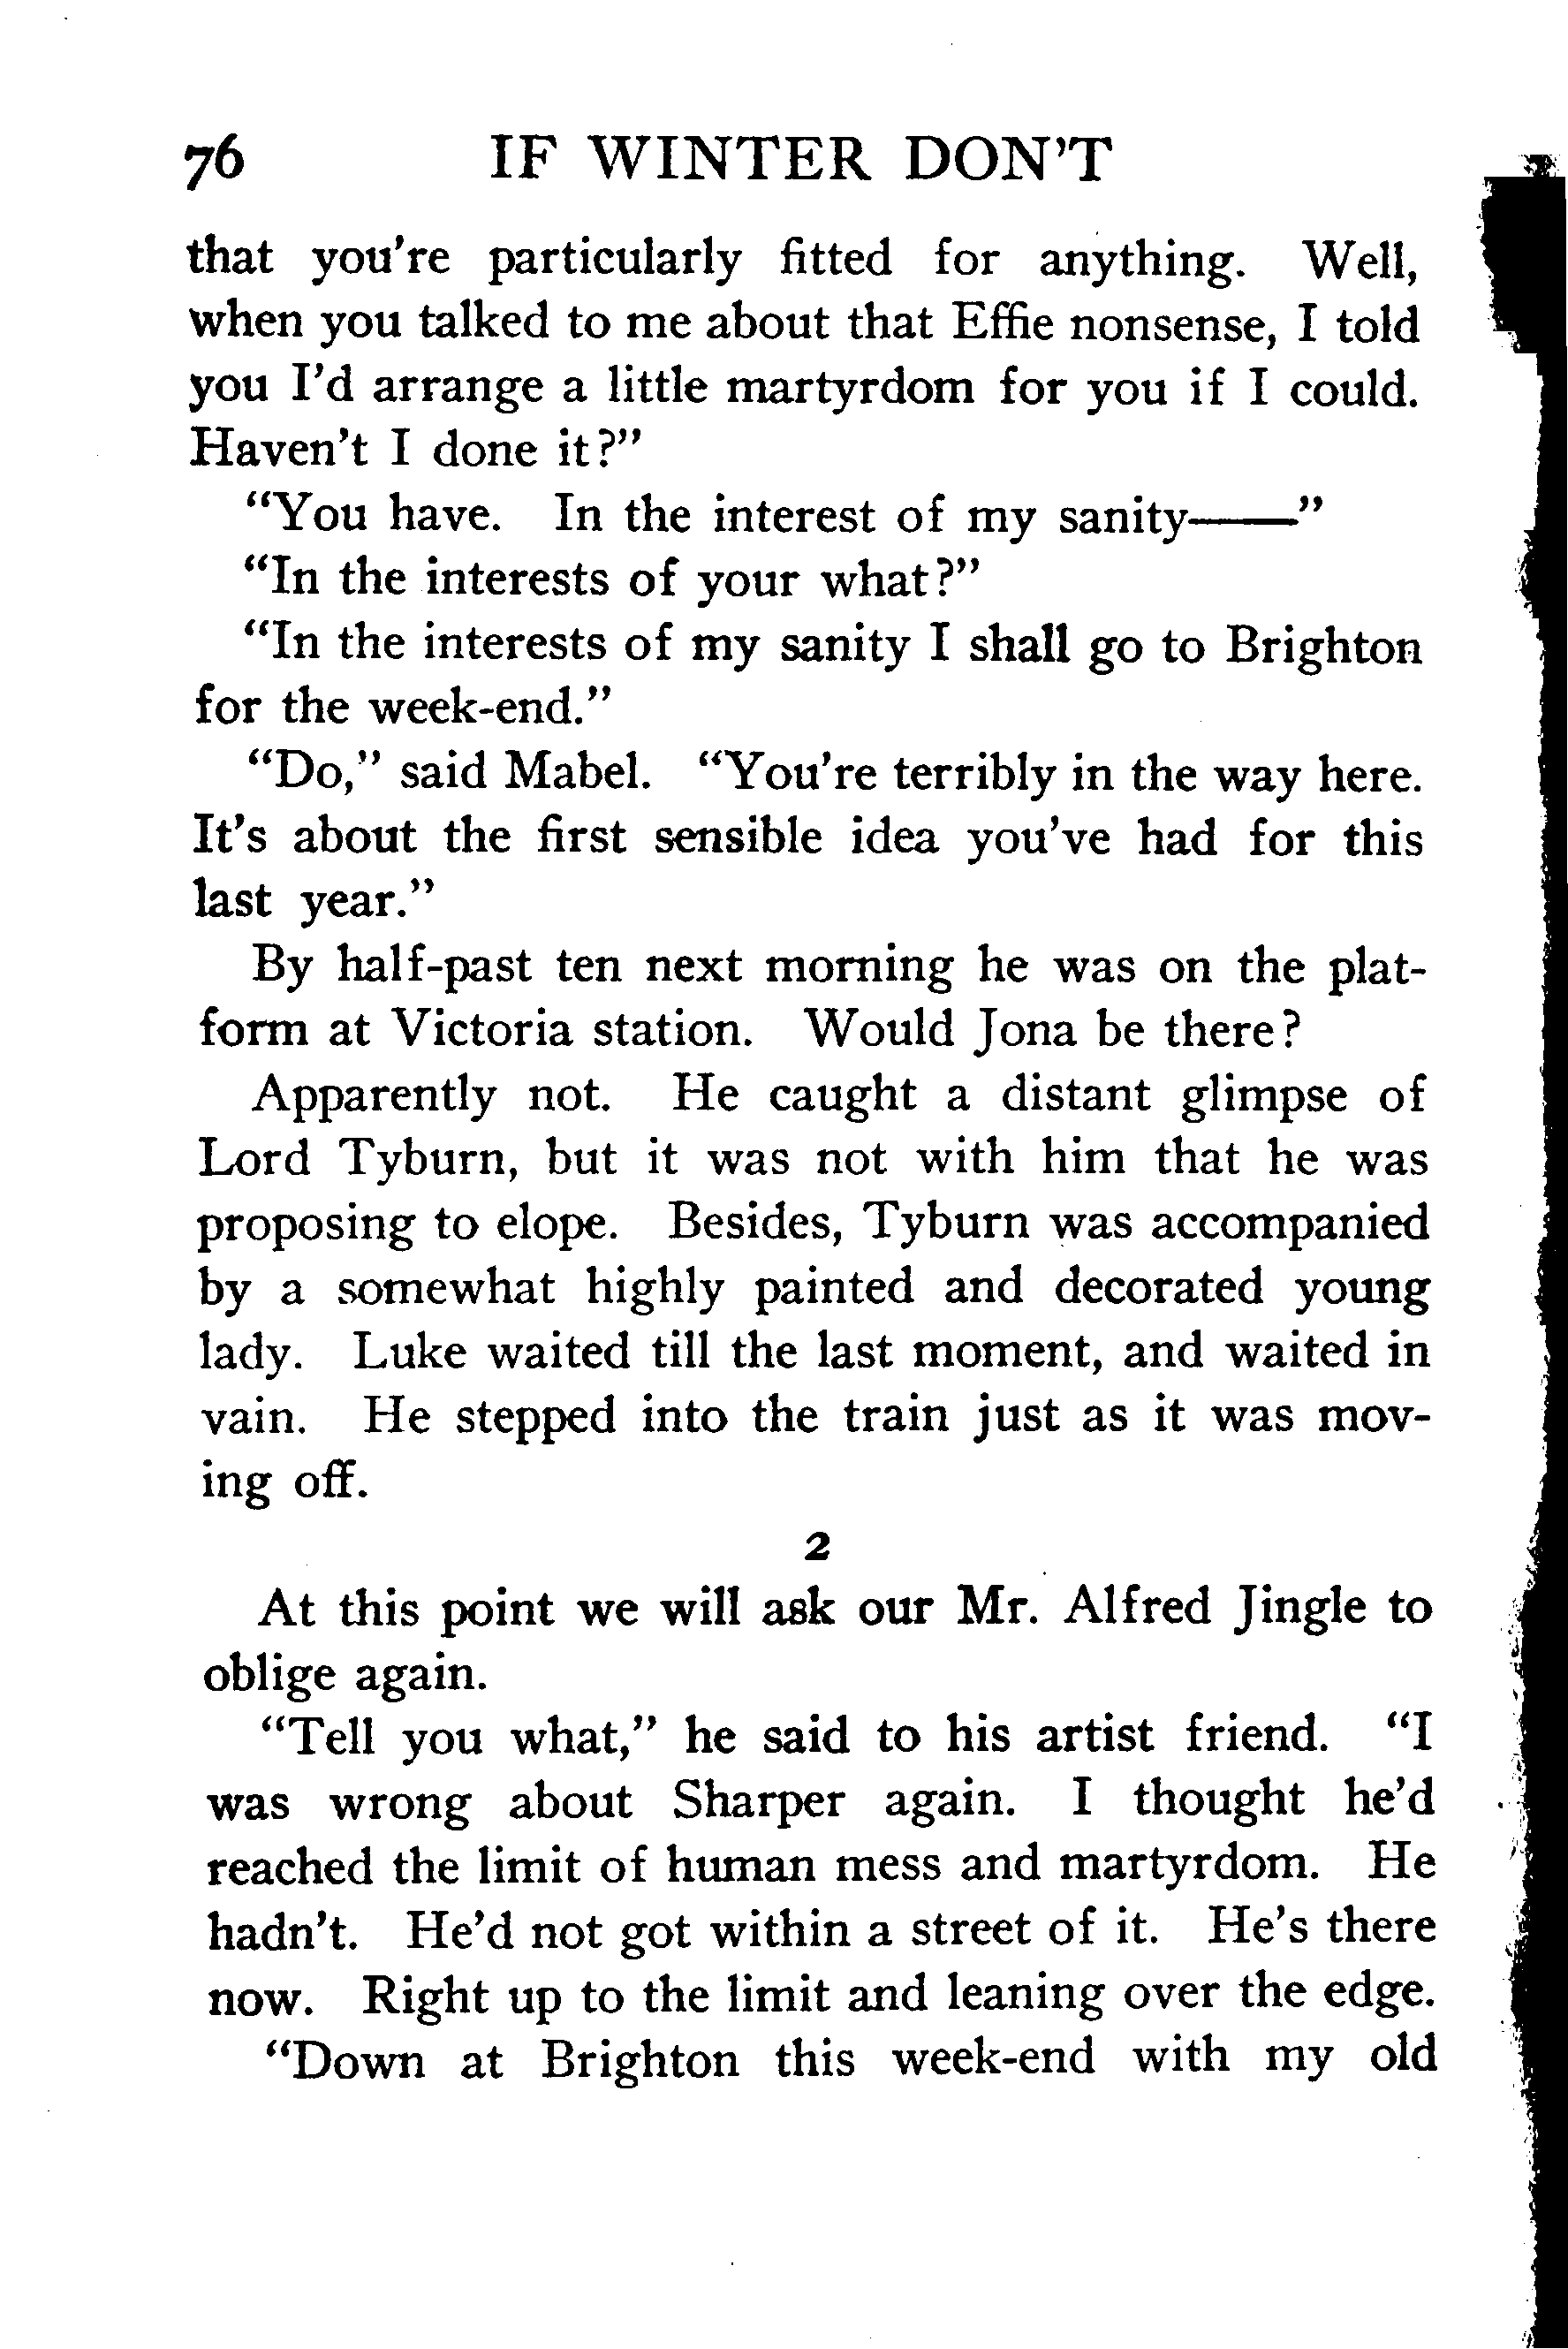 76 IF WINTER DON'T
that you're particularly fitted for anything. Well,
when you talked to me about that Effie nonsense, I told
you I'd arrange a little martyrdom for you if I could.
Haven't I done it?"
"You have. In the interest of my sanity——"
"In the interests of your what?"
"In the interests of my sanity I shall go to Brighton
for the week-end."
"Do," said Mabel. "You're terribly in the way here.
It's about the first sensible idea you've had for this
last year."
By half-past ten next morning he was on the plat-
form at Victoria station. Would Jona be there?
Apparently not. He caught a distant glimpse of
Lord Tyburn, but it was not with him that he was
proposing to elope. Besides, Tyburn was accompanied
by a somewhat highly painted and decorated young
lady. Luke waited till the last moment, and waited in
vain. He stepped into the train just as it was mov-
ing off.
2
At this point we will ask our Mr. Alfred Jingle to
oblige again.
"Tell you what," he said to his artist friend. "I
was wrong about Sharper again. I thought he'd
reached the limit of human mess and martyrdom. He
hadn't. He'd not got within a street of it. He's there
now. Right up to the limit and leaning over the edge.
"Down at Brighton this week-end with my old